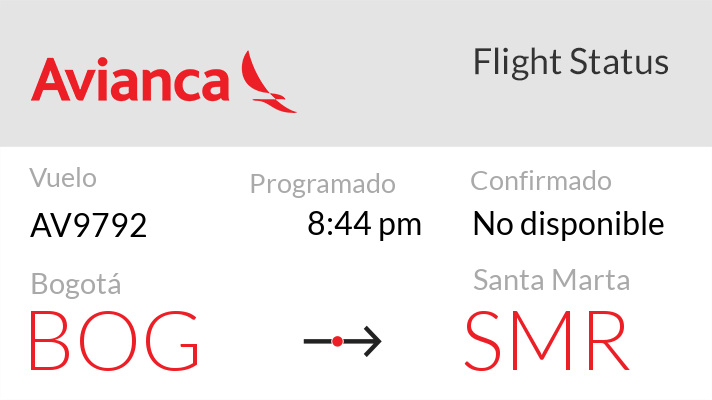 Avianca
Flight Status
Vuelo
Programado
Confirmado
AV9792
8:44 pm
No disponible
Bogotá
Santa Marta
BOG
SMR